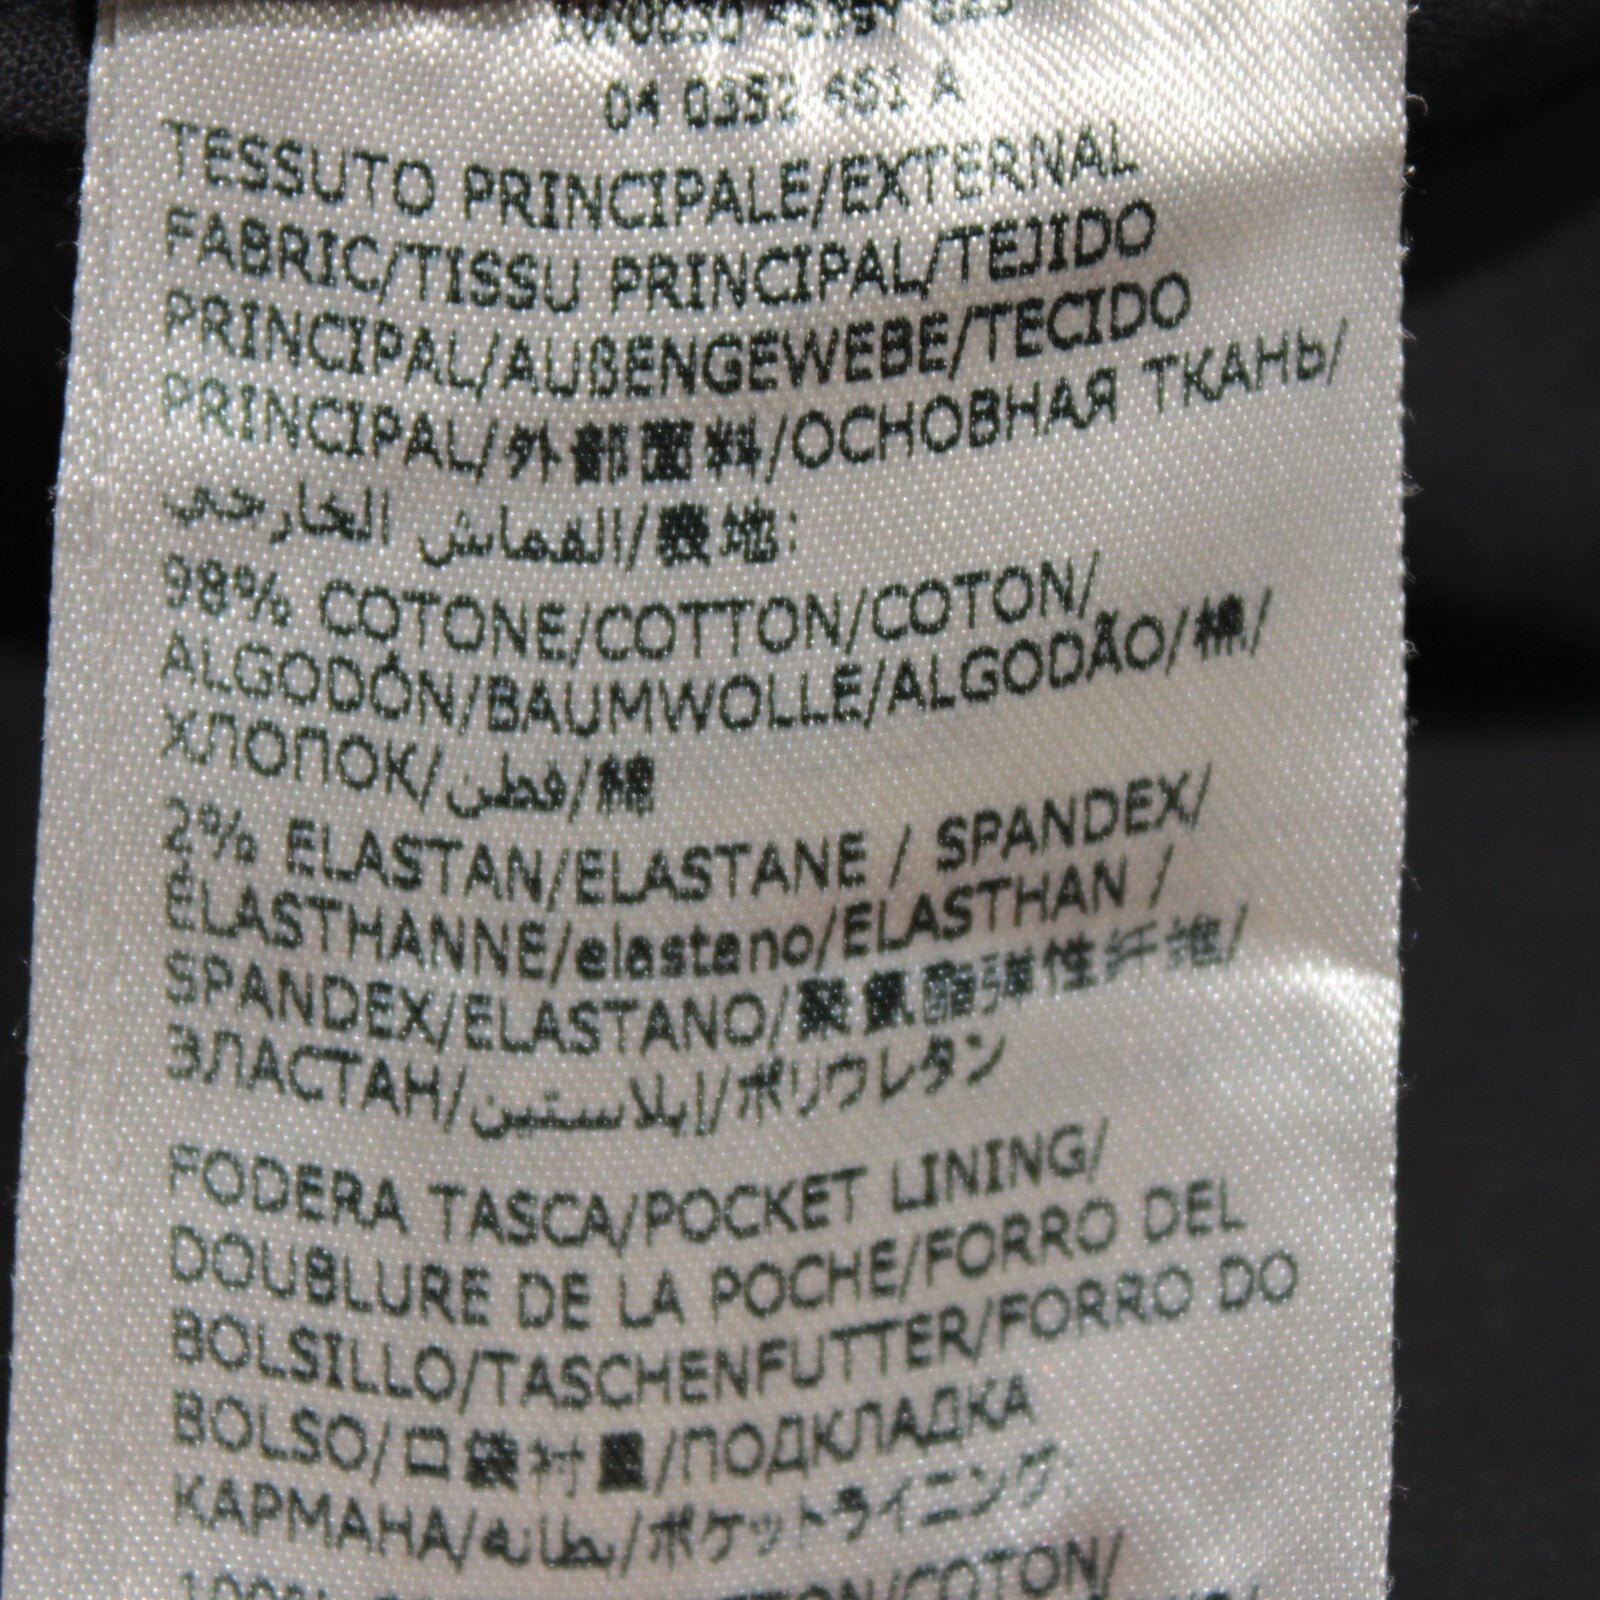 04 0352 461 A
TESSUTO PRINCIPALE/EXTERNAL
FABRIC/TISSU PRINCIPAL/TEJIDO
PRINCIPAL/AUßENGEWEBE/TECIDO
PRINCIPAL/外部面料/ОСНОВНАЯ ТКАНЬ/
القماش الخارجي/表地:
98% COTONE/COTTON/COTON/
ALGODÓN/BAUMWOLLE/ALGODÃO/棉/
ХЛОПОК/قطن/綿
2% ELASTAN/ELASTANE / SPANDEX/
ÉLASTHANNE/elastano/ELASTHAN /
SPANDEX/ELASTANO/聚氨酯弹性纤维/
ЭЛАСТАН/إيلاستين/ポリウレタン
FODERA TASCA/POCKET LINING/
DOUBLURE DE LA POCHE/FORRO DEL
BOLSILLO/TASCHENFUTTER/FORRO DO
BOLSO/口袋衬里/ПОДКЛАДКА
КАРМАНА/بطانة/ポケットライニング
COTON/